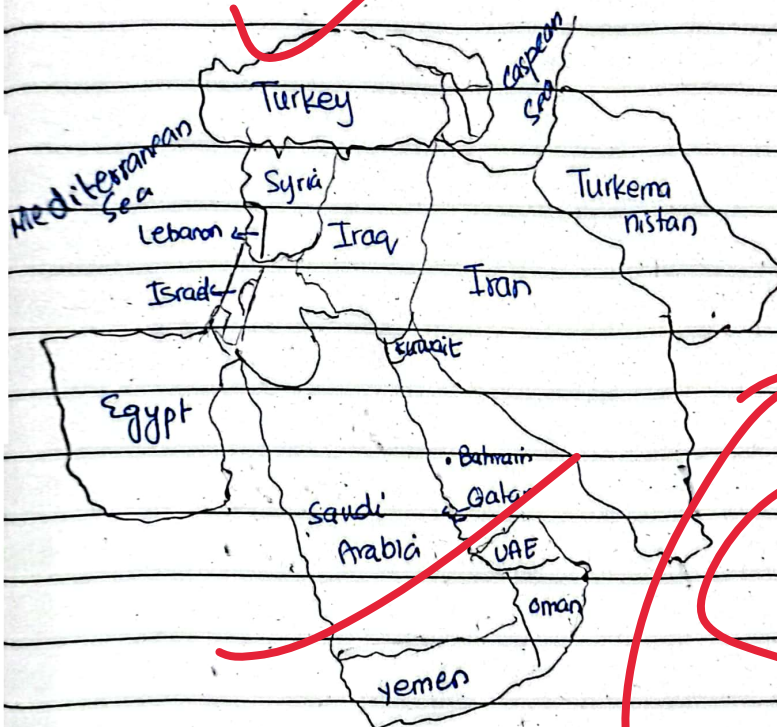 Caspean
Sea
Turkey
Mediterranean
Sea
Syria
Turkema
nistan
Lebanon
Iraq
Israel
Iran
Kuwait
Egypt
Bahrain
Qatar
Saudi
Arabia
UAE
Oman
Yemen